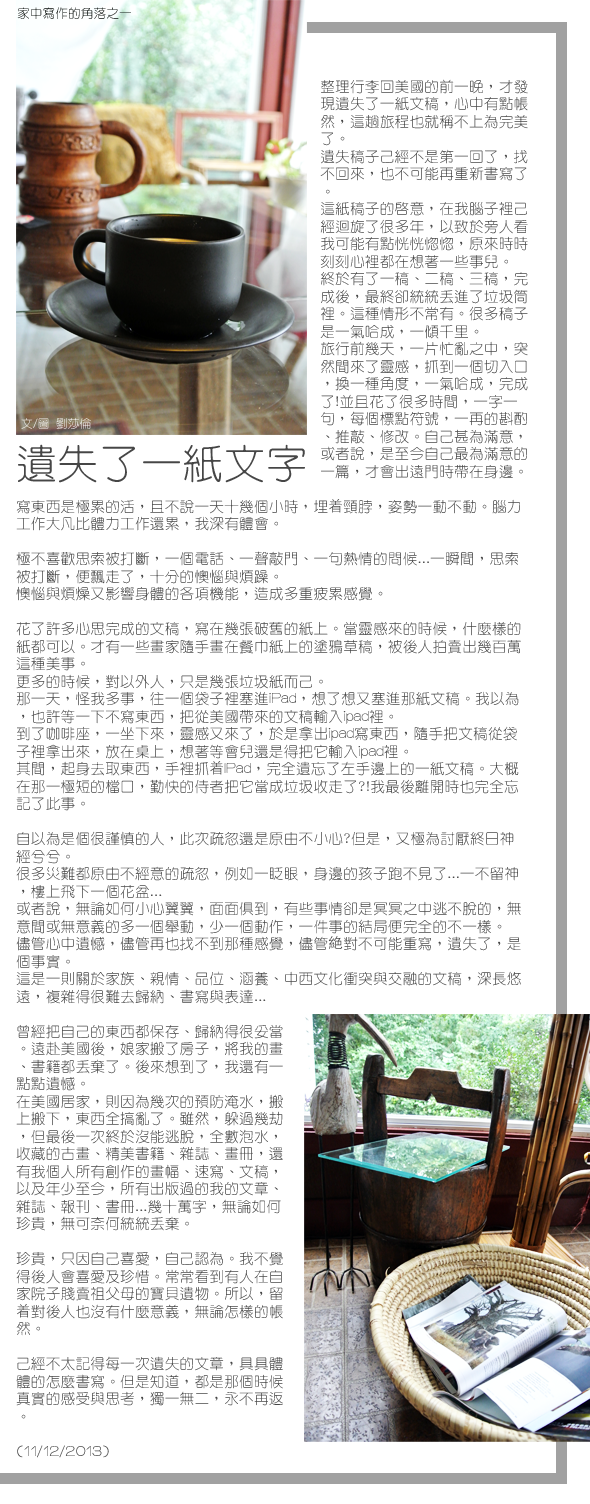 家中寫作的角落之一
整理行李回美國的前一晚，才發
現遺失了一紙文稿，心中有點帳
然，這趟旅程也就稱不上為完美
了。
遺失稿子己經不是第一回了，找
不回來，也不可能再重新書寫了
。
這紙稿子的啓意，在我腦子裡己
經迴旋了很多年，以致於旁人看
我可能有點恍恍惚惚，原來時時
刻刻心裡都在想著一些事兒。
終於有了一稿、二稿、三稿，完
成後，最終卻統統丟進了垃圾筒
裡。這種情形不常有。很多稿子
是一氣哈成，一傾千里。
旅行前幾天，一片忙亂之中，突
然間來了靈感，抓到一個切入口
，換一種角度，一氣哈成，完成
了!並且花了很多時間，一字一
句，每個標點符號，一再的斟酌
、推敲、修改。自己甚為滿意，
或者說，是至今自己最為滿意的
一篇，才會出遠門時帶在身邊。
文/圖 劉莎倫
遺失了一紙文字
寫東西是極累的活，且不說一天十幾個小時，埋着頸脖，姿勢一動不動。腦力
工作大凡比體力工作還累，我深有體會。
極不喜歡思索被打斷，一個電話、一聲敲門、一句熱情的問候...一瞬間，思索
被打斷，便飄走了，十分的懊惱與煩躁。
懊惱與煩燥又影響身體的各項機能，造成多重疲累感覺。
花了許多心思完成的文稿，寫在幾張破舊的紙上。當靈感來的時候，什麼樣的
紙都可以。才有一些畫家隨手畫在餐巾紙上的塗鴉草稿，被後人拍賣出幾百萬
這種美事。
更多的時候，對以外人，只是幾張垃紙而己。
那一天，怪我多事，往一個袋子裡塞進iPad，想了想又塞進那紙文稿。我以為
，也許等一下不寫東西，把從美國帶來的文稿輸入ipad裡。
到了咖啡座，一坐下來，靈感又來了，於是拿出ipad寫東西，隨手把文稿從袋
子裡拿出來，放在桌上，想著等會兒還是得把它輸入ipad裡。
其間，起身去取東西，手裡抓着IPad，完全遺忘了左手邊上的一紙文稿。大概
在那一極短的檔口，勤快的侍者把它當成垃圾收走了?!我最後離開時也完全忘
記了此事。
自以為是個很謹慎的人，此次疏忽還是原由不小心?但是，又極為討厭終日神
經兮兮。
很多災難都原由不經意的疏忽，例如一眨眼，身邊的孩子跑不見了...一不留神
，樓上飛下一個花盆...
或者說，無論如何小心翼翼，面面俱到，有些事情卻是冥冥之中逃不脫的，無
意間或無意義的多一個舉動，少一個動作，一件事的結局便完全的不一樣。
儘管心中遺憾，儘管再也找不到那種感覺，儘管絶對不可能重寫，遺失了，是
個事實。
這是一則關於家族、親情、品位、涵養、中西文化衝突與交融的文稿，深長悠
遠，複雜得很難去歸納、書寫與表達...
曾經把自己的東西都保存、歸納得很妥當
。遠赴美國後，娘家搬了房子，將我的畫
、書籍都丟棄了。後來想到了，我還有一
點點遺憾。
在美國居家，則因為幾次的預防淹水，搬
上搬下，東西全搞亂了。雖然，躲過幾劫
，但最後一次終於沒能逃脫，全數泡水，
收藏的古畫、精美書籍、雜誌、畫冊，還
有我個人所有創作的畫幅、速寫、文稿，
以及年少至今，所有出版過的我的文章、
雜誌、報刊、書冊...幾十萬字，無論如何
珍貴，無可奈何統統丟棄。
珍貴，只因自己喜愛，自己認為。我不覺
得後人會喜愛及珍惜。常常看到有人在自
家院子賤賣祖父母的寶貝遺物。所以，留
着對後人也沒有什麼意義，無論怎樣的帳
然。
己經不太記得每一次遺失的文章，具具體
體的怎麼書寫。但是知道，都是那個時候
真實的感受與思考，獨一無二，永不再返
。
(11/12/2013)